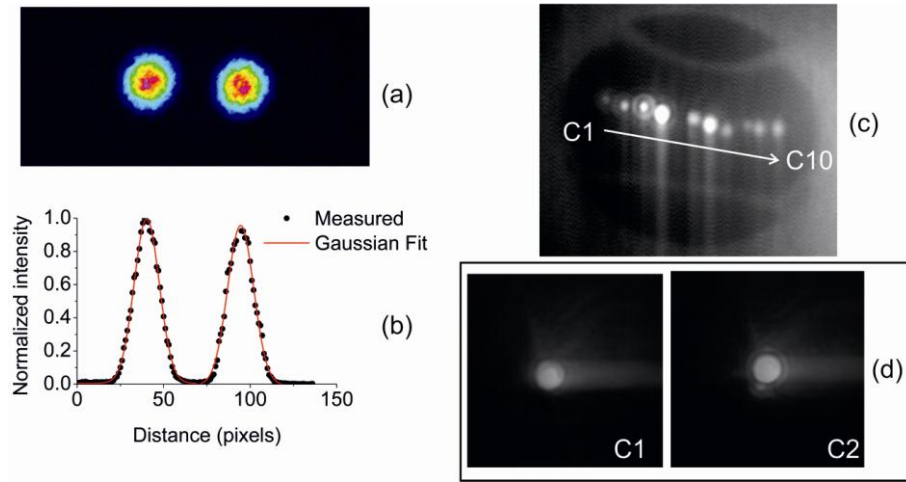 (a)
Normalized intensity
1.0
0.8
0.6
0.4
0.2
0.0
0
50
100
150
Distance (pixels)
Measured
Gaussian Fit
(b)
C1
C10
(c)
C1
C2
(d)